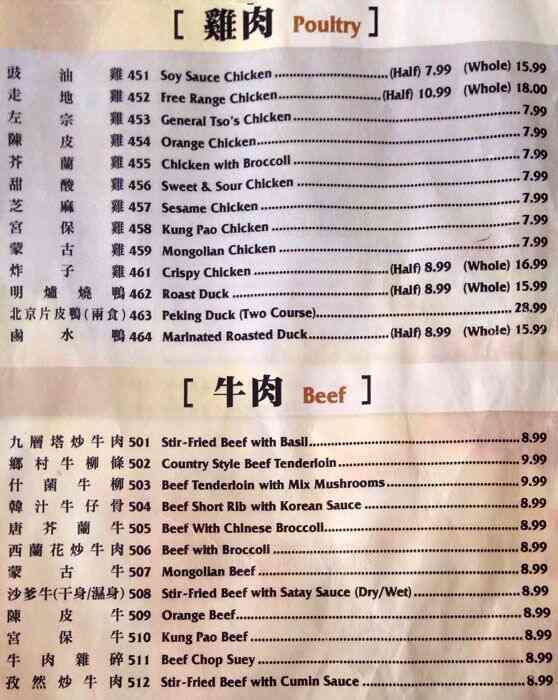 [ 雞肉 Poultry ]
豉油雞 451 Soy Sauce Chicken (Half) 7.99 (Whole) 15.99
走地雞 452 Free Range Chicken (Half) 10.99 (Whole) 18.00
左宗雞 453 General Tso's Chicken 7.99
陳皮雞 454 Orange Chicken 7.99
芥蘭雞 455 Chicken with Broccoli 7.99
甜酸雞 456 Sweet & Sour Chicken 7.99
芝麻雞 457 Sesame Chicken 7.99
宮保雞 458 Kung Pao Chicken 7.99
蒙古雞 459 Mongolian Chicken 7.99
炸子雞 461 Crispy Chicken (Half) 8.99 (Whole) 16.99
明爐燒鴨 462 Roast Duck (Half) 8.99 (Whole) 15.99
北京片皮鴨(兩食) 463 Peking Duck (Two Course) 28.99
鹵水鴨 464 Marinated Roasted Duck (Half) 8.99 (Whole) 15.99
[ 牛肉 Beef ]
九層塔炒牛肉 501 Stir-Fried Beef with Basil 8.99
鄉村牛柳條 502 Country Style Beef Tenderloin 9.99
什菌牛柳 503 Beef Tenderloin with Mix Mushrooms 9.99
韓汁牛仔骨 504 Beef Short Rib with Korean Sauce 8.99
唐芥蘭牛 505 Beef With Chinese Broccoli 8.99
西蘭花炒牛肉 506 Beef with Broccoli 8.99
蒙古牛 507 Mongolian Beef 8.99
沙爹牛(干身/濕身) 508 Stir-Fried Beef with Satay Sauce (Dry/Wet) 8.99
陳皮牛 509 Orange Beef 8.99
宮保牛 510 Kung Pao Beef 8.99
牛肉雜碎 511 Beef Chop Suey 8.99
孜然炒牛肉 512 Stir-Fried Beef with Cumin Sauce 8.99